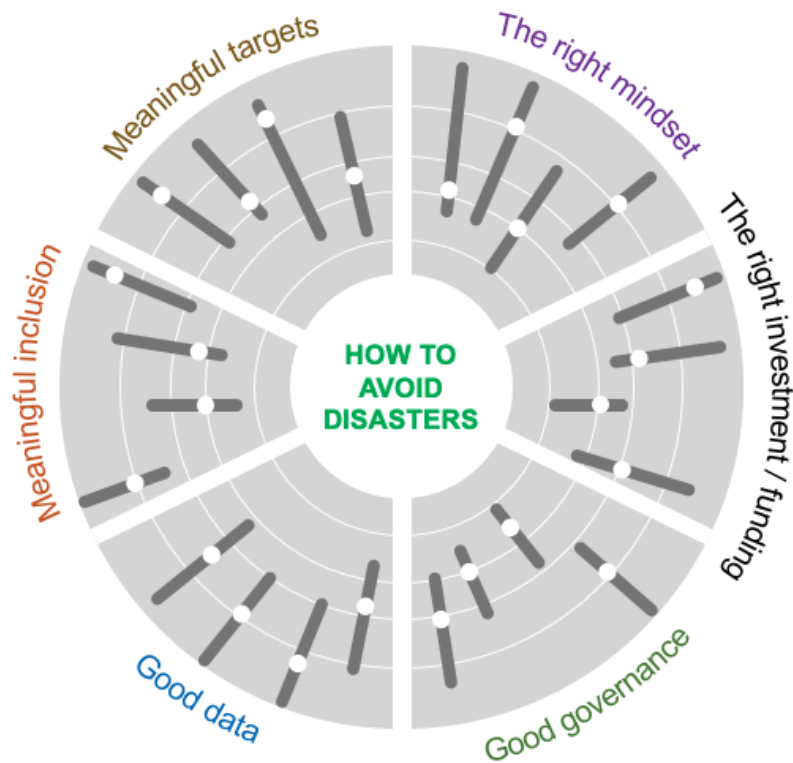 Meaningful targets
The right mindset
The right investment / funding
Good governance
Good data
Meaningful inclusion
HOW TO
AVOID
DISASTERS